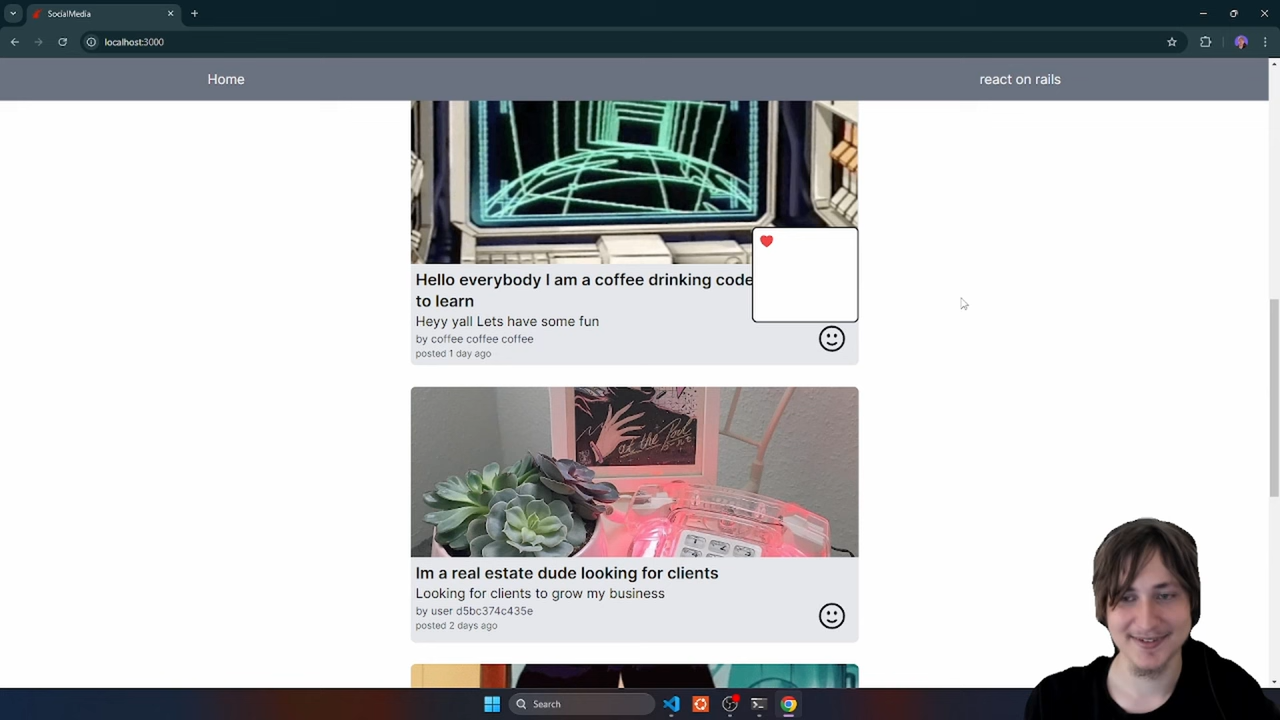 SocialMedia
localhost:3000
Home
react on rails
Hello everybody I am a coffee drinking code
to learn
Heyy yall Lets have some fun
by coffee coffee coffee
posted 1 day ago
Im a real estate dude looking for clients
Looking for clients to grow my business
by user d5bc374c435e
posted 2 days ago
Search